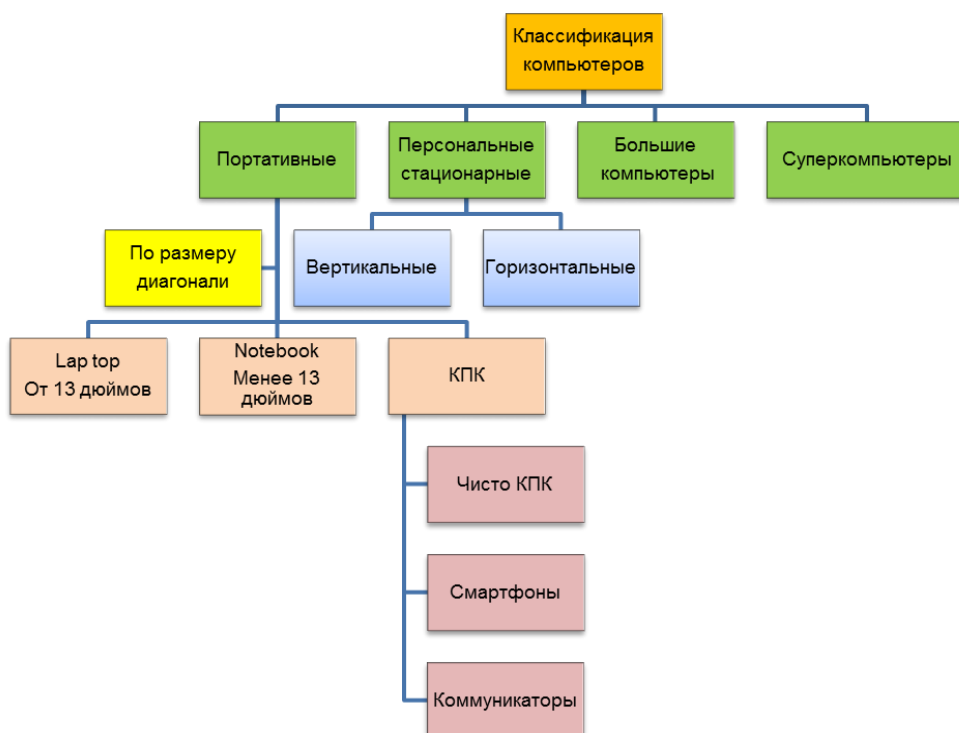 Классификация
компьютеров
Портативные
Персональные
стационарные
Большие
компьютеры
Суперкомпьютеры
По размеру
диагонали
Вертикальные
Горизонтальные
Lap top
От 13 дюймов
Notebook
Менее 13
дюймов
КПК
Чисто КПК
Смартфоны
Коммуникаторы